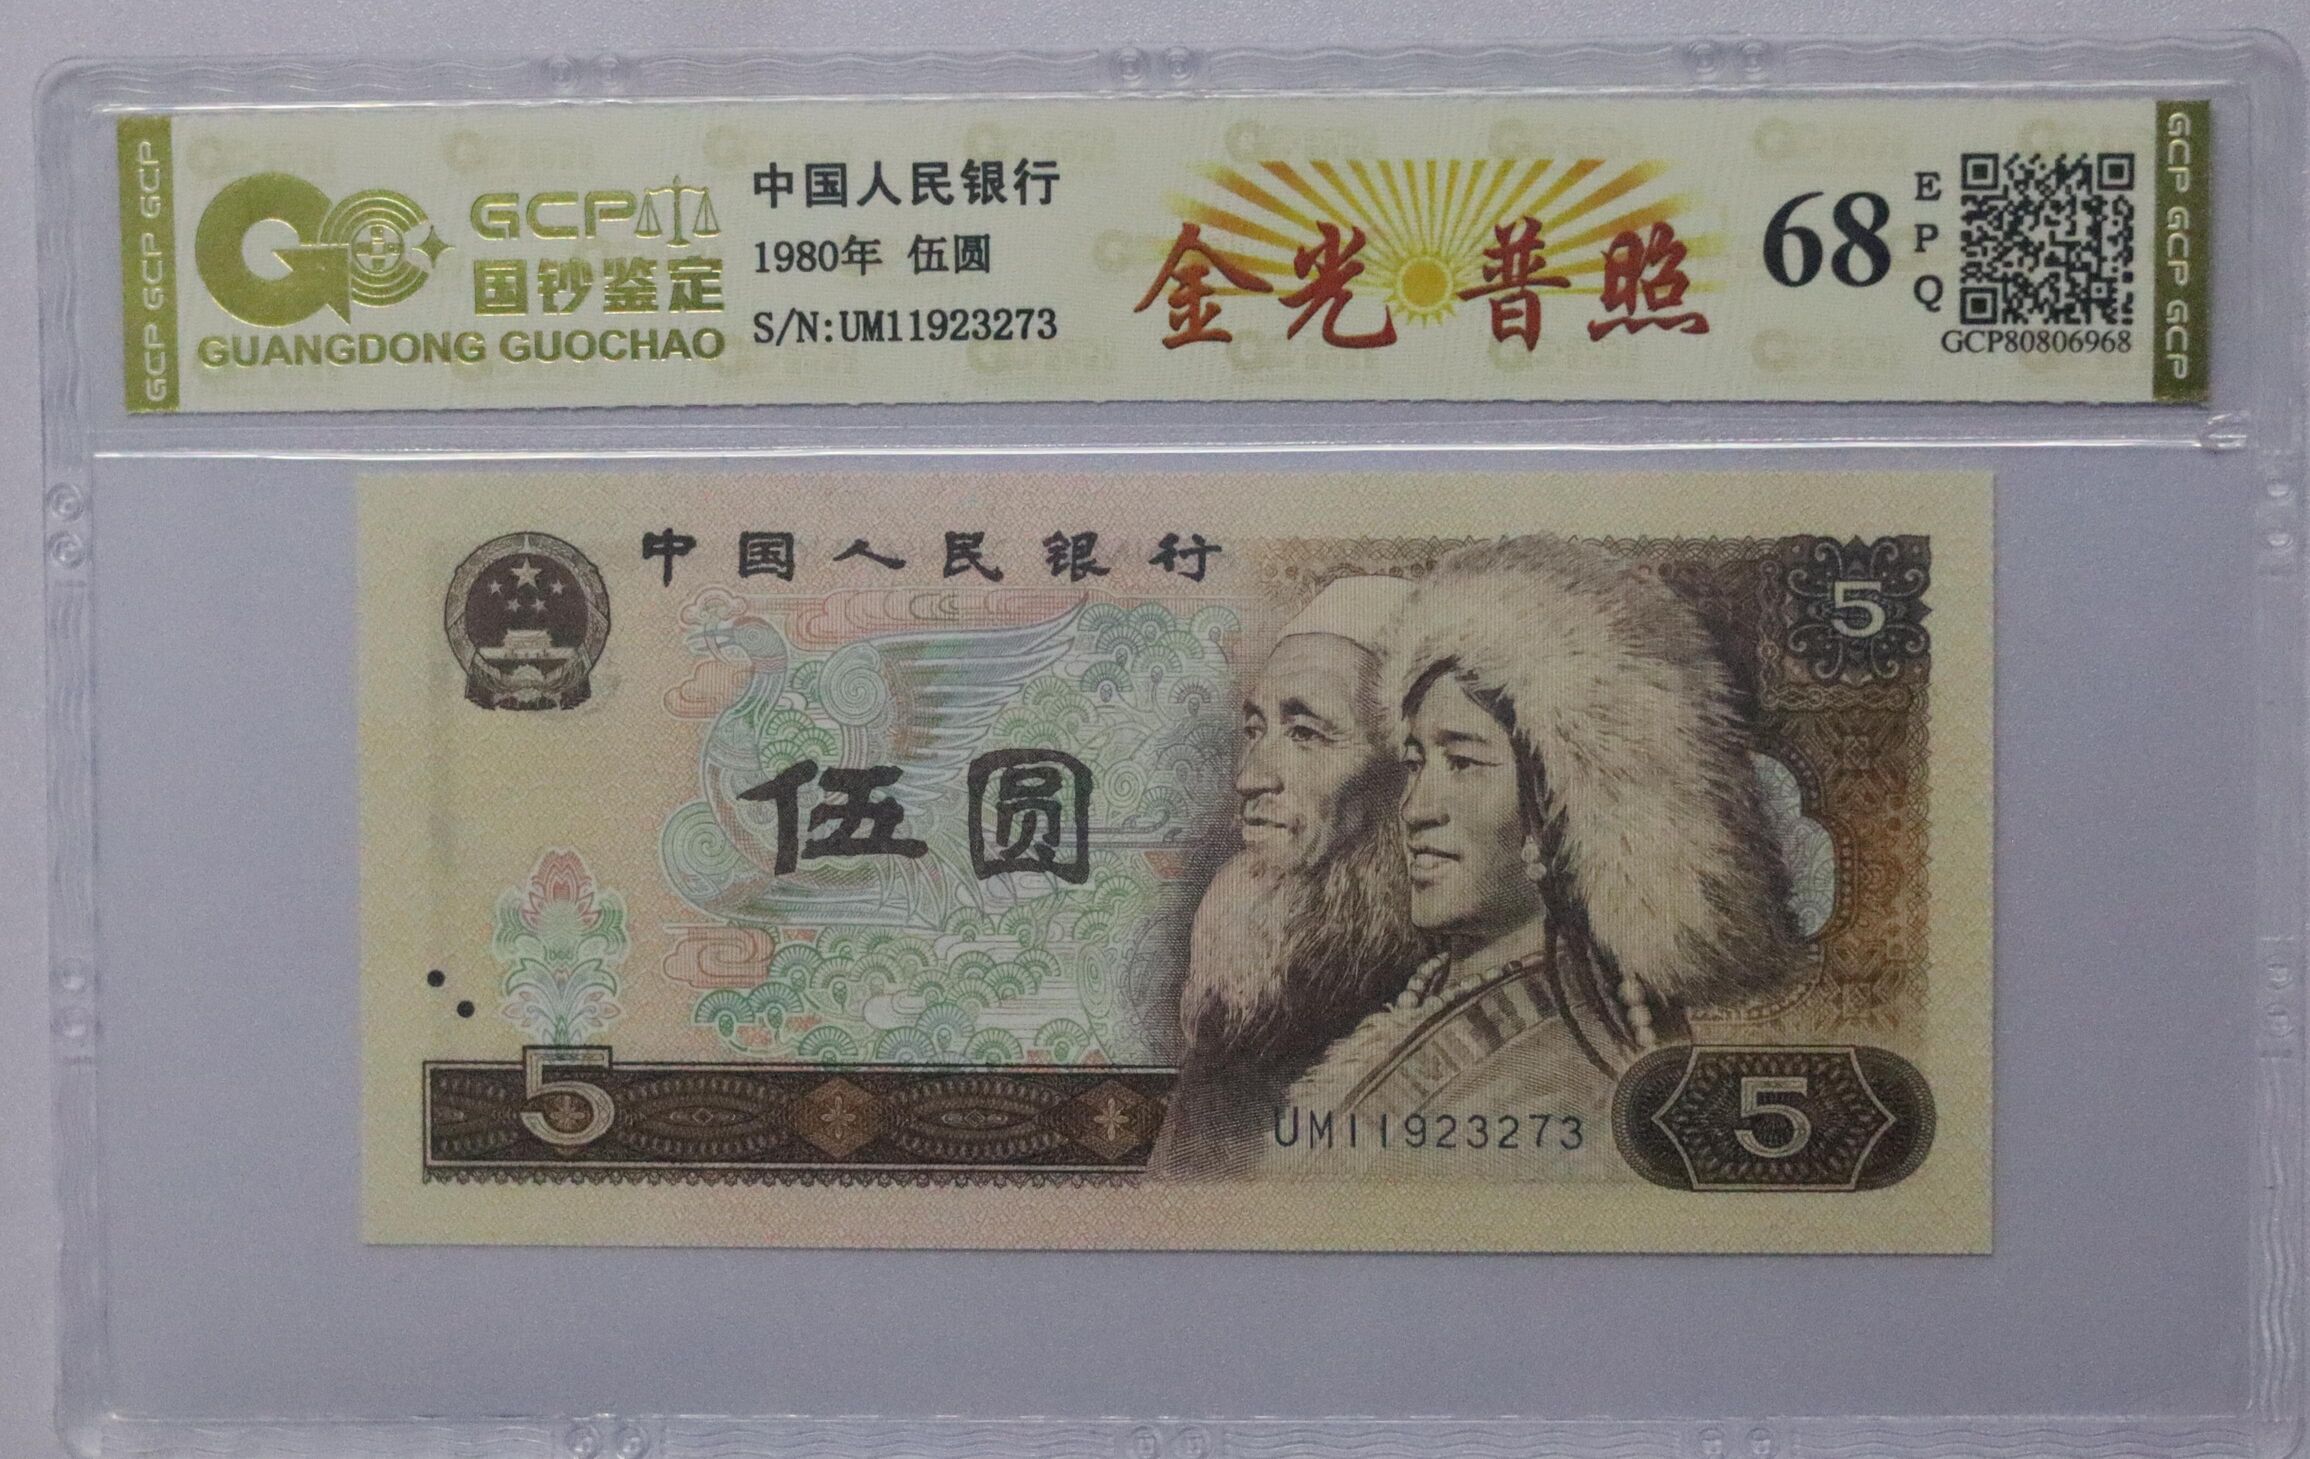 GCP GCP GCP
GCP
国钞鉴定
GUANGDONG GUOCHAO
中国人民银行
1980年 伍圆
S/N:UM11923273
金光普照
68
EPQ
GCP80806968
GCP GCP GCP
中国人民银行
5
伍圆
5
UM11923273
5